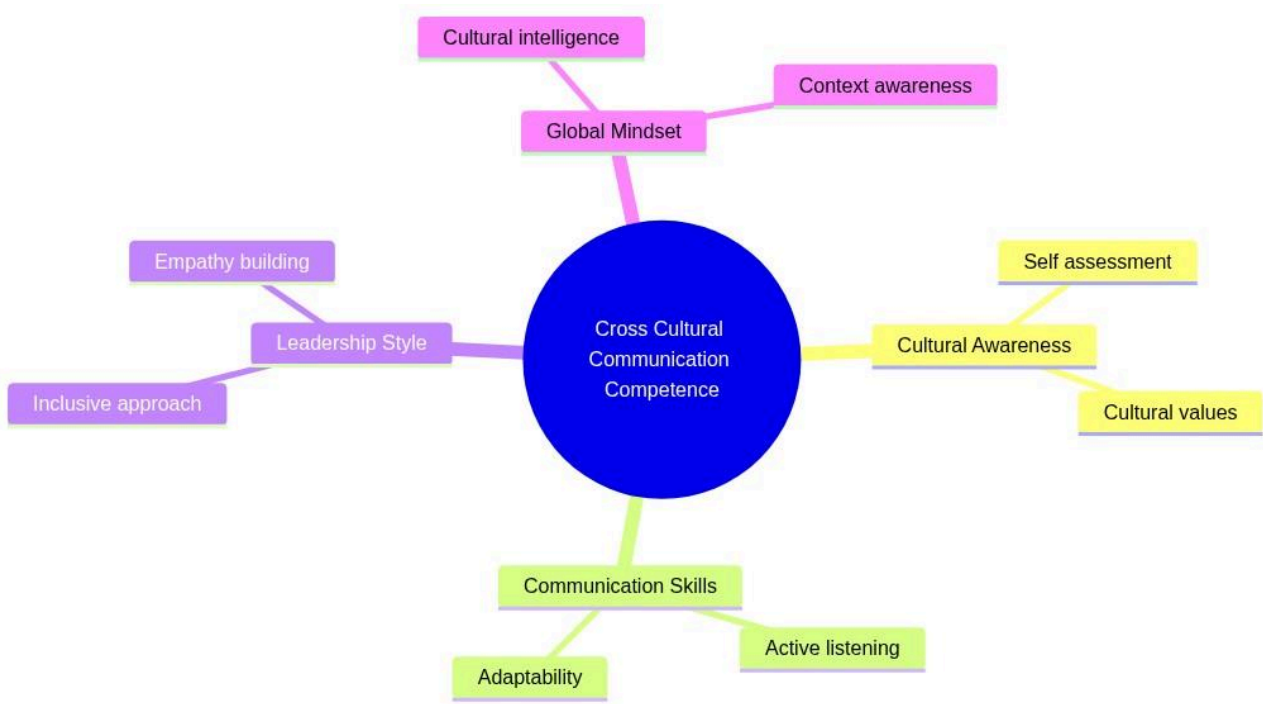 Cultural intelligence
Context awareness
Global Mindset
Empathy building
Leadership Style
Inclusive approach
Cross Cultural
Communication
Competence
Self assessment
Cultural Awareness
Cultural values
Communication Skills
Active listening
Adaptability